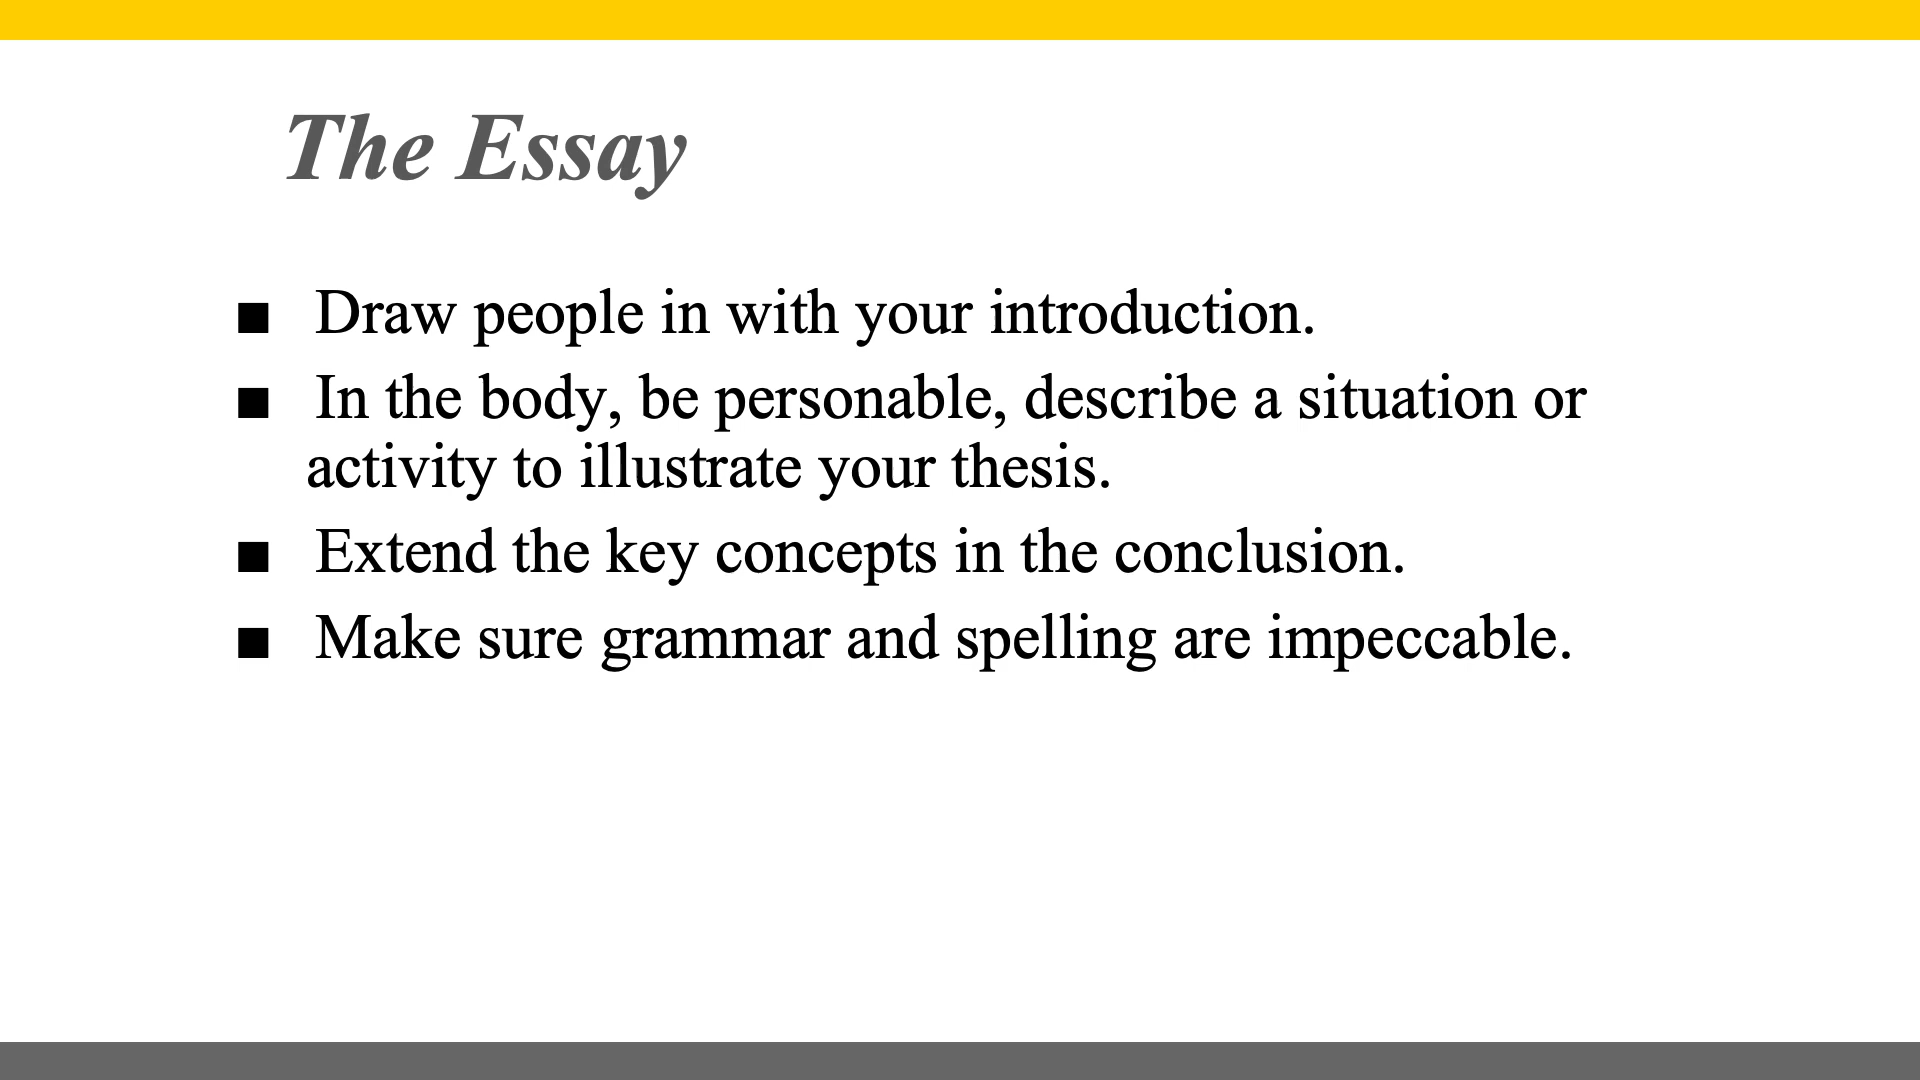 The Essay
■ Draw people in with your introduction.
■ In the body, be personable, describe a situation or
activity to illustrate your thesis.
■ Extend the key concepts in the conclusion.
■ Make sure grammar and spelling are impeccable.